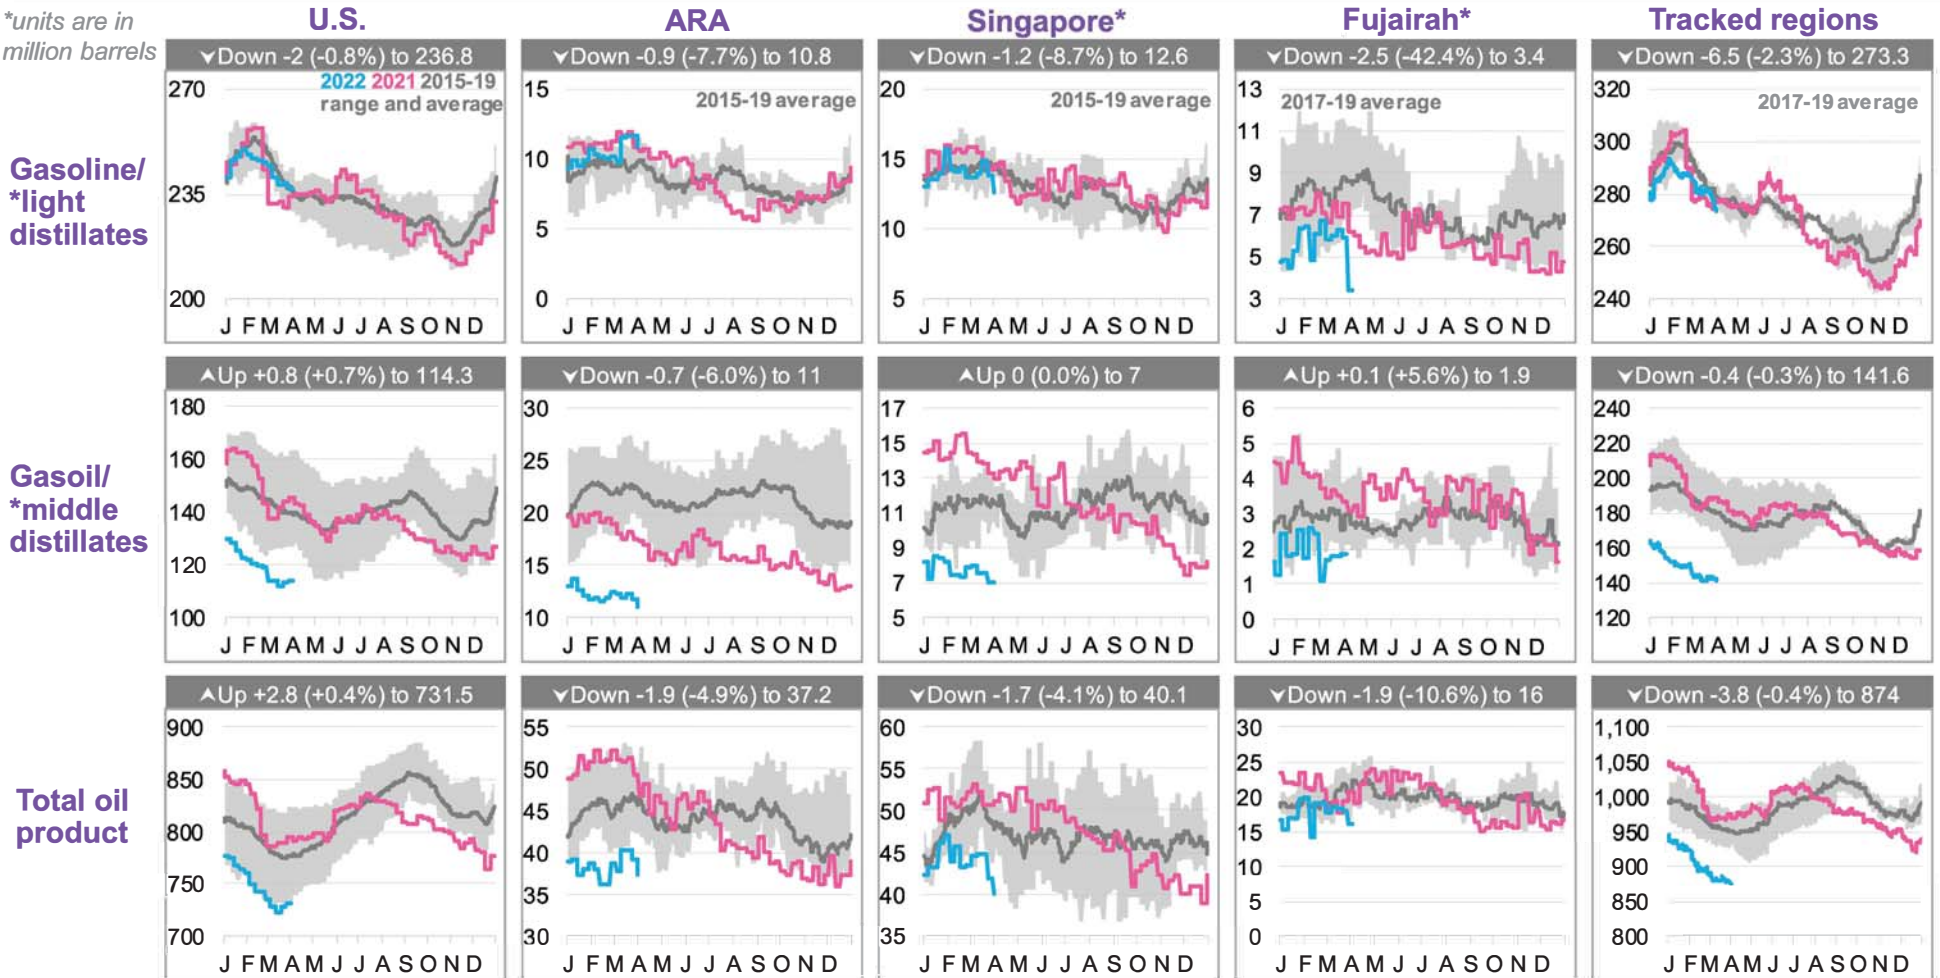 *units are in
million barrels
U.S.
ARA
Singapore*
Fujairah*
Tracked regions
Gasoline/
*light
distillates
⮟Down -2 (-0.8%) to 236.8
2022 2021 2015-19
range and average
270
235
200
J F M A M J J A S O N D
⮟Down -0.9 (-7.7%) to 10.8
2015-19 average
15
10
5
0
J F M A M J J A S O N D
⮟Down -1.2 (-8.7%) to 12.6
2015-19 average
20
15
10
5
J F M A M J J A S O N D
⮟Down -2.5 (-42.4%) to 3.4
2017-19 average
13
11
9
7
5
3
J F M A M J J A S O N D
⮟Down -6.5 (-2.3%) to 273.3
2017-19 average
320
300
280
260
240
J F M A M J J A S O N D
Gasoil/
*middle
distillates
⮝Up +0.8 (+0.7%) to 114.3
180
160
140
120
100
J F M A M J J A S O N D
⮟Down -0.7 (-6.0%) to 11
30
25
20
15
10
J F M A M J J A S O N D
⮝Up 0 (0.0%) to 7
17
15
13
11
9
7
5
J F M A M J J A S O N D
⮝Up +0.1 (+5.6%) to 1.9
6
5
4
3
2
1
0
J F M A M J J A S O N D
⮟Down -0.4 (-0.3%) to 141.6
240
220
200
180
160
140
120
J F M A M J J A S O N D
Total oil
product
⮝Up +2.8 (+0.4%) to 731.5
900
850
800
750
700
J F M A M J J A S O N D
⮟Down -1.9 (-4.9%) to 37.2
55
50
45
40
35
30
J F M A M J J A S O N D
⮟Down -1.7 (-4.1%) to 40.1
60
55
50
45
40
35
J F M A M J J A S O N D
⮟Down -1.9 (-10.6%) to 16
30
25
20
15
10
5
0
J F M A M J J A S O N D
⮟Down -3.8 (-0.4%) to 874
1,100
1,050
1,000
950
900
850
800
J F M A M J J A S O N D